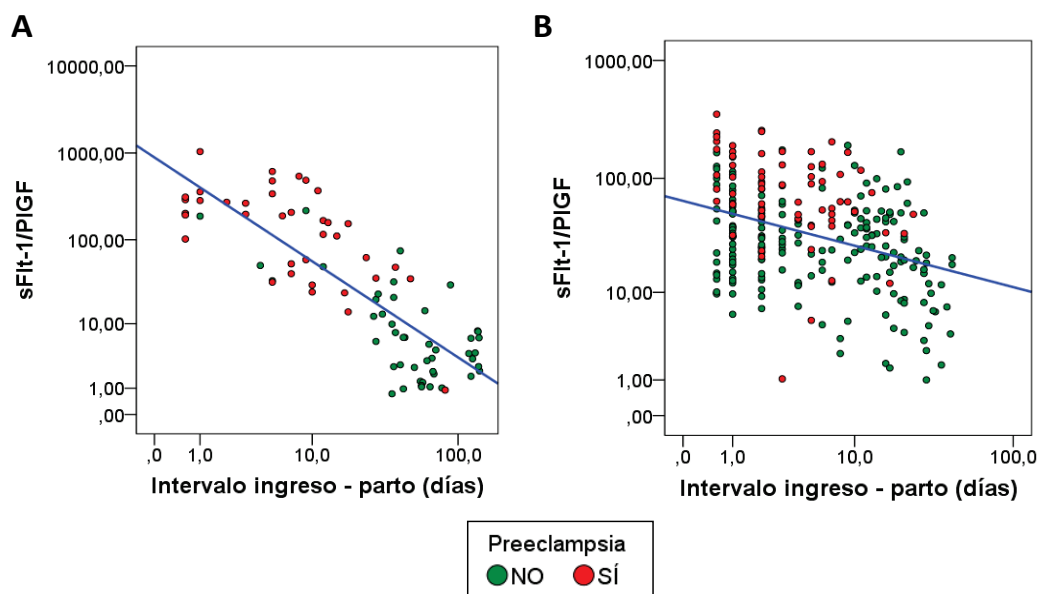 A
sFlt-1/PlGF
10000,00
1000,00
100,00
10,00
1,00
,00
,0 1,0 10,0 100,0
Intervalo ingreso - parto (días)
B
sFlt-1/PlGF
1000,00
100,00
10,00
1,00
,00
,0 1,0 10,0 100,0
Intervalo ingreso - parto (días)
Preeclampsia
NO SÍ